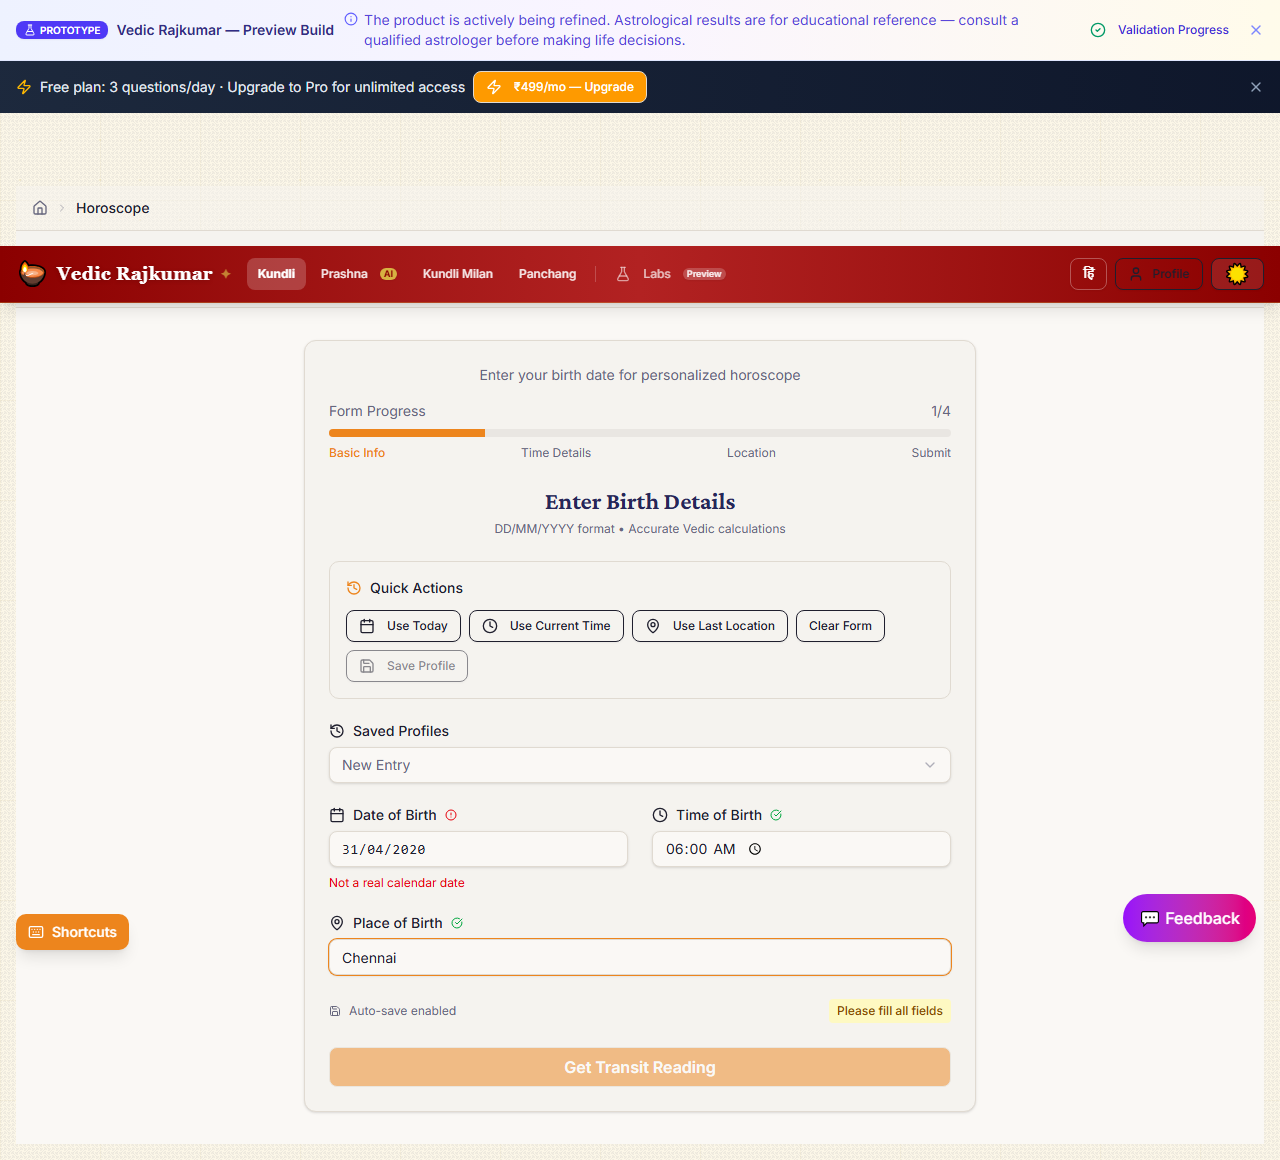 PROTOTYPE Vedic Rajkumar — Preview Build
The product is actively being refined. Astrological results are for educational reference — consult a
qualified astrologer before making life decisions.
Validation Progress
Free plan: 3 questions/day · Upgrade to Pro for unlimited access ₹499/mo — Upgrade
Horoscope
Vedic Rajkumar Kundli Prashna AI Kundli Milan Panchang Labs Preview हिं Profile
Enter your birth date for personalized horoscope
Form Progress 1/4
Basic Info Time Details Location Submit
Enter Birth Details
DD/MM/YYYY format • Accurate Vedic calculations
Quick Actions
Use Today Use Current Time Use Last Location Clear Form
Save Profile
Saved Profiles
New Entry
Date of Birth Time of Birth
31/04/2020 06:00 AM
Not a real calendar date
Place of Birth
Chennai
Shortcuts
Feedback
Auto-save enabled Please fill all fields
Get Transit Reading